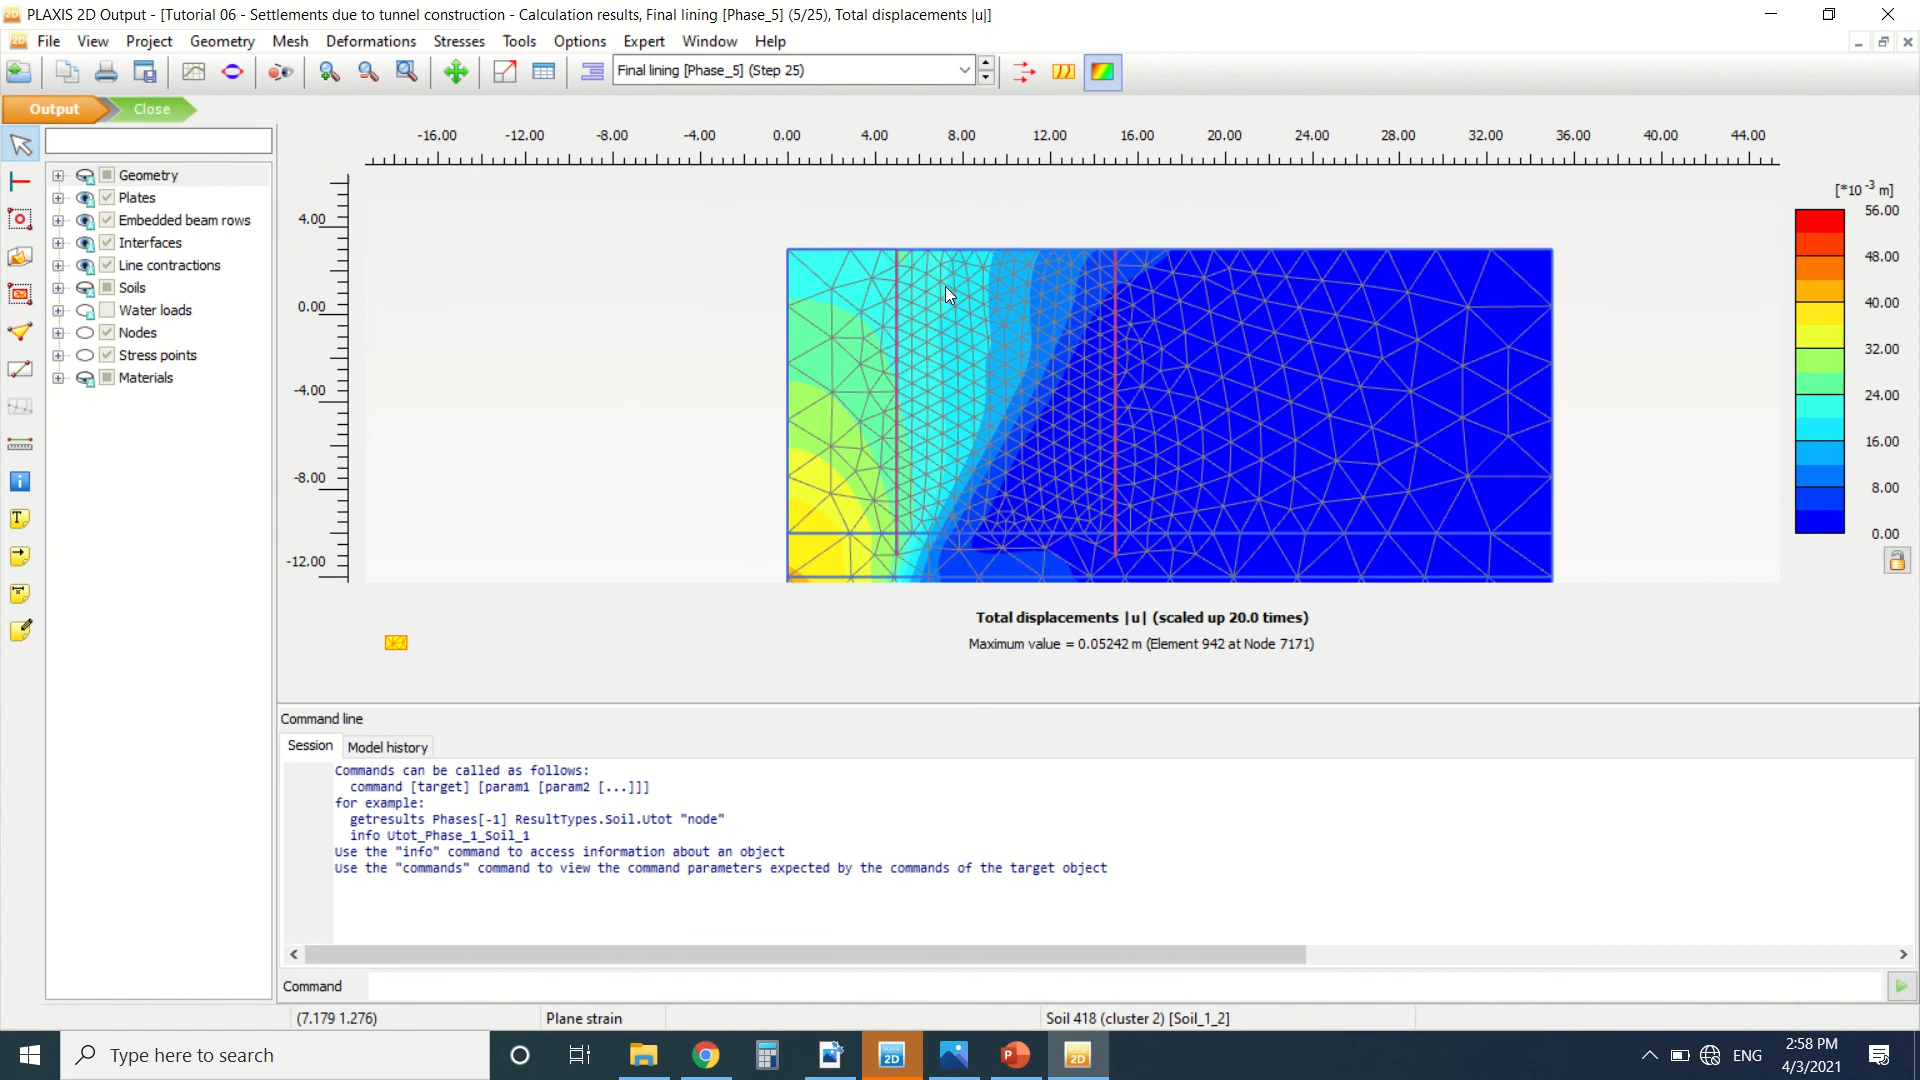 PLAXIS 2D Output - [Tutorial 06 - Settlements due to tunnel construction - Calculation results, Final lining [Phase_5] (5/25), Total displacements |u|]
File View Project Geometry Mesh Deformations Stresses Tools Options Expert Window Help
Final lining [Phase_5] (Step 25)
Output Close
-16.00 -12.00 -8.00 -4.00 0.00 4.00 8.00 12.00 16.00 20.00 24.00 28.00 32.00 36.00 40.00 44.00
Geometry
Plates
Embedded beam rows
Interfaces
Line contractions
Soils
Water loads
Nodes
Stress points
Materials
4.00
0.00
-4.00
-8.00
-12.00
[*10 -3 m]
56.00
48.00
40.00
32.00
24.00
16.00
8.00
0.00
Total displacements |u| (scaled up 20.0 times)
Maximum value = 0.05242 m (Element 942 at Node 7171)
Command line
Session Model history
Commands can be called as follows:
command [target] [param1 [param2 [...]]]
for example:
getresults Phases[-1] ResultTypes.Soil.Utot "node"
info Utot_Phase_1_Soil_1
Use the "info" command to access information about an object
Use the "commands" command to view the command parameters expected by the commands of the target object
Command
(7.179 1.276) Plane strain Soil 418 (cluster 2) [Soil_1_2]
Type here to search
ENG
2:58 PM
4/3/2021